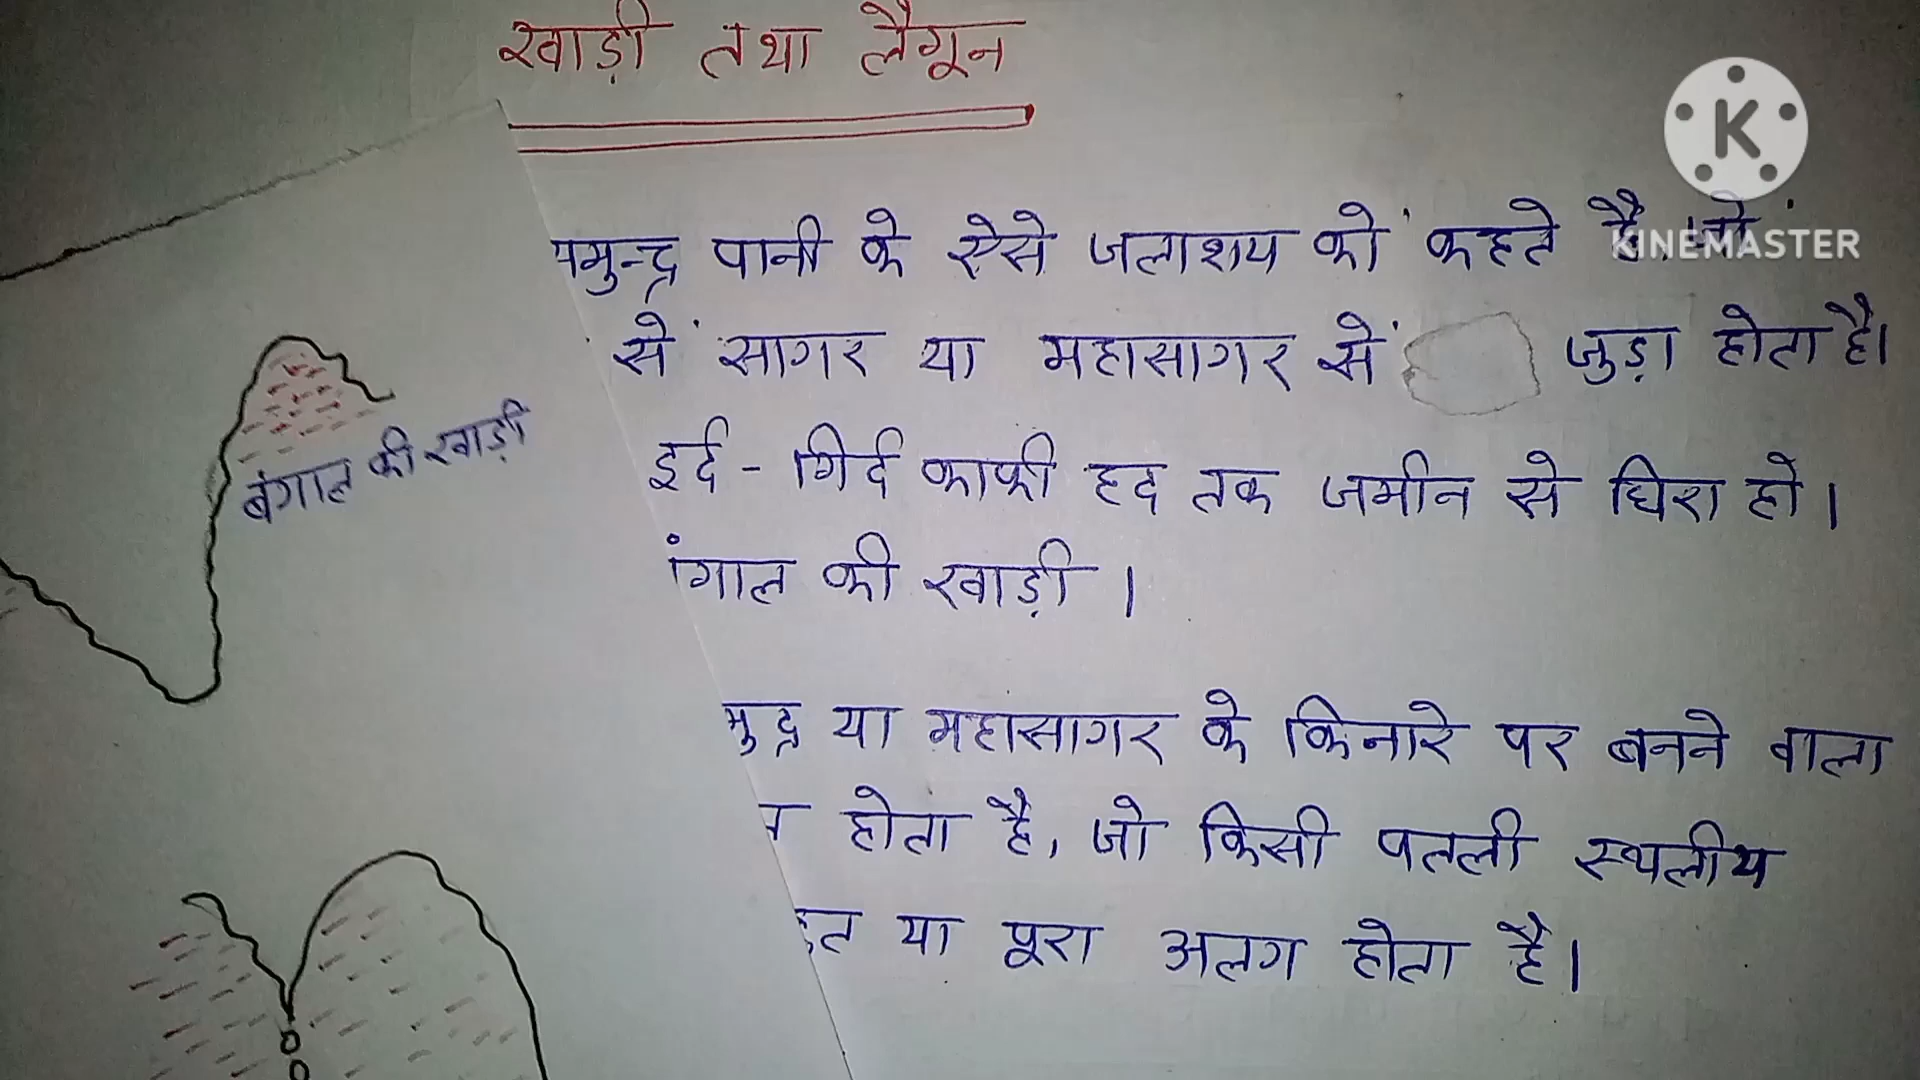 खाड़ी तथा लैगून
KINEMASTER
समुन्द्र पानी के ऐसे जलाशय को कहते है, जो
से सागर या महासागर से जुड़ा होता है।
इर्द - गिर्द काफी हद तक जमीन से घिरा हो।
ंगाल की खाड़ी।
बंगाल की खाड़ी
मुद्र या महासागर के किनारे पर बनने वाला
होता है, जो किसी पतली स्थलीय
या पूरा अलग होता है।